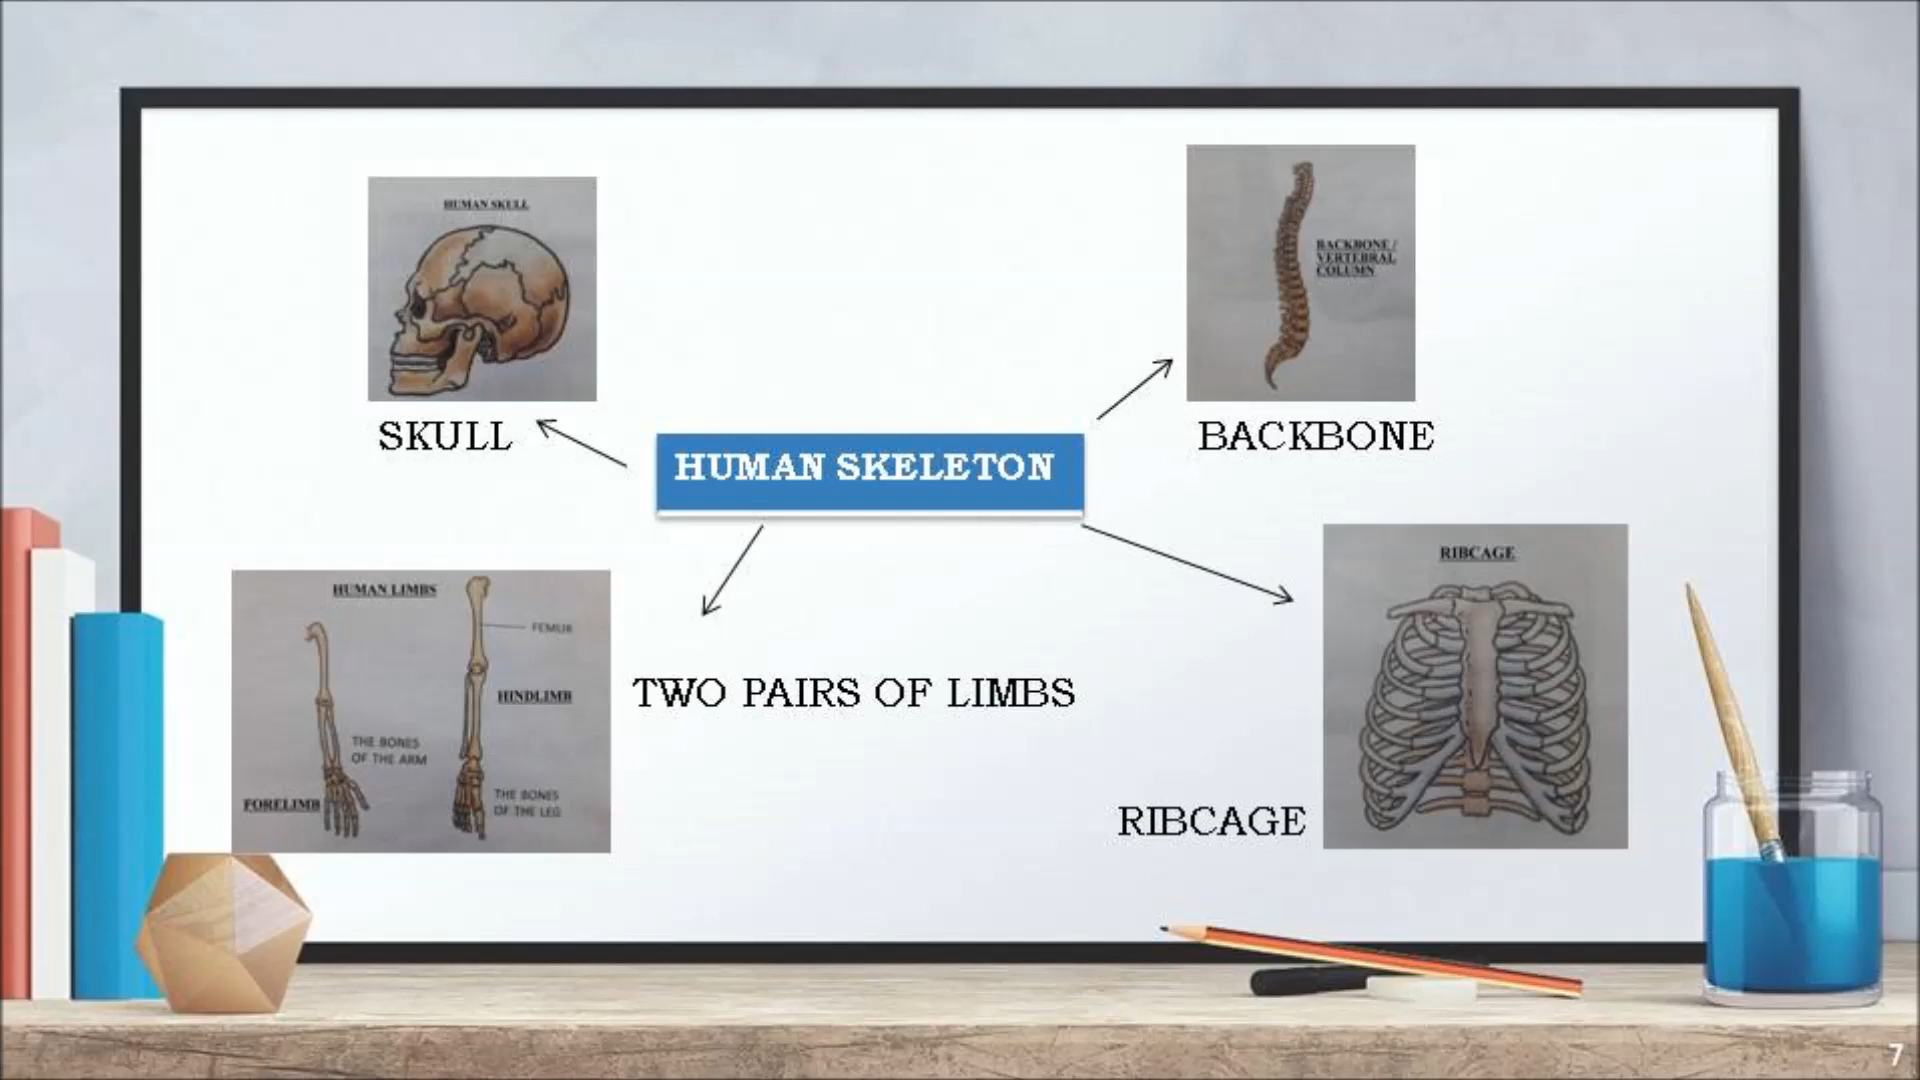 HUMAN SKULL
SKULL
BACKBONE /
VERTEBRAL
COLUMN
BACKBONE
HUMAN SKELETON
HUMAN LIMBS
FEMUR
HINDLIMB
THE BONES
OF THE ARM
FORELIMB
THE BONES
OF THE LEG
TWO PAIRS OF LIMBS
RIBCAGE
RIBCAGE
7